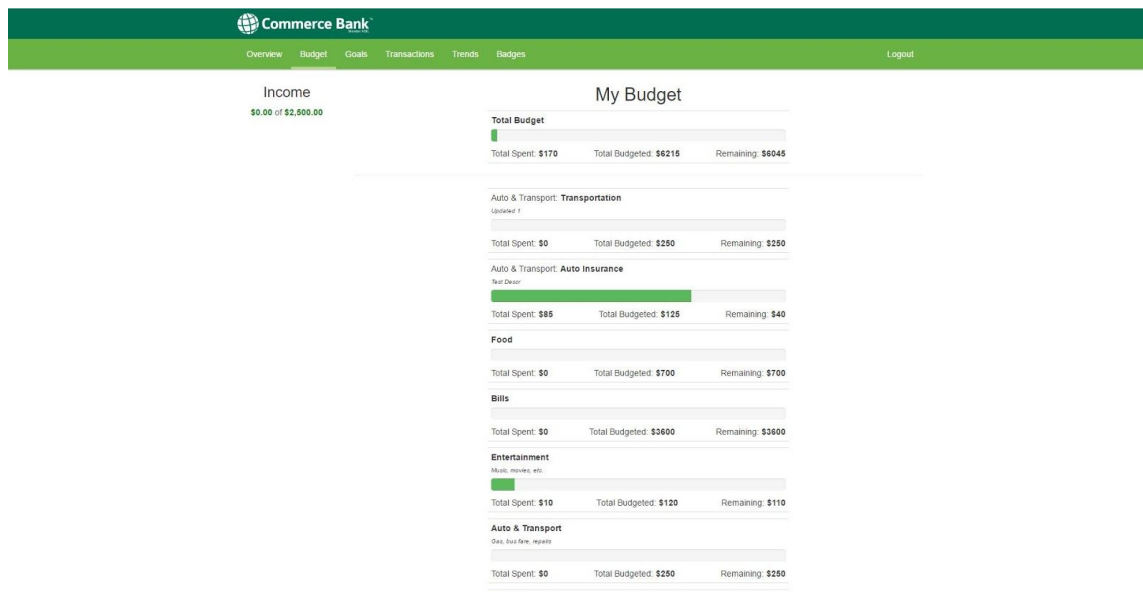 Commerce Bank
Overview Budget Goals Transactions Trends Badges Logout
Income
$0.00 of $2,500.00
My Budget
Total Budget
Total Spent: $170 Total Budgeted: $6215 Remaining: $6045
Auto & Transport: Transportation
Updated 1
Total Spent: $0 Total Budgeted: $250 Remaining: $250
Auto & Transport: Auto Insurance
Test Descr
Total Spent: $85 Total Budgeted: $125 Remaining: $40
Food
Total Spent: $0 Total Budgeted: $700 Remaining: $700
Bills
Total Spent: $0 Total Budgeted: $3600 Remaining: $3600
Entertainment
Music, movies, etc.
Total Spent: $10 Total Budgeted: $120 Remaining: $110
Auto & Transport
Gas, bus fare, repairs
Total Spent: $0 Total Budgeted: $250 Remaining: $250